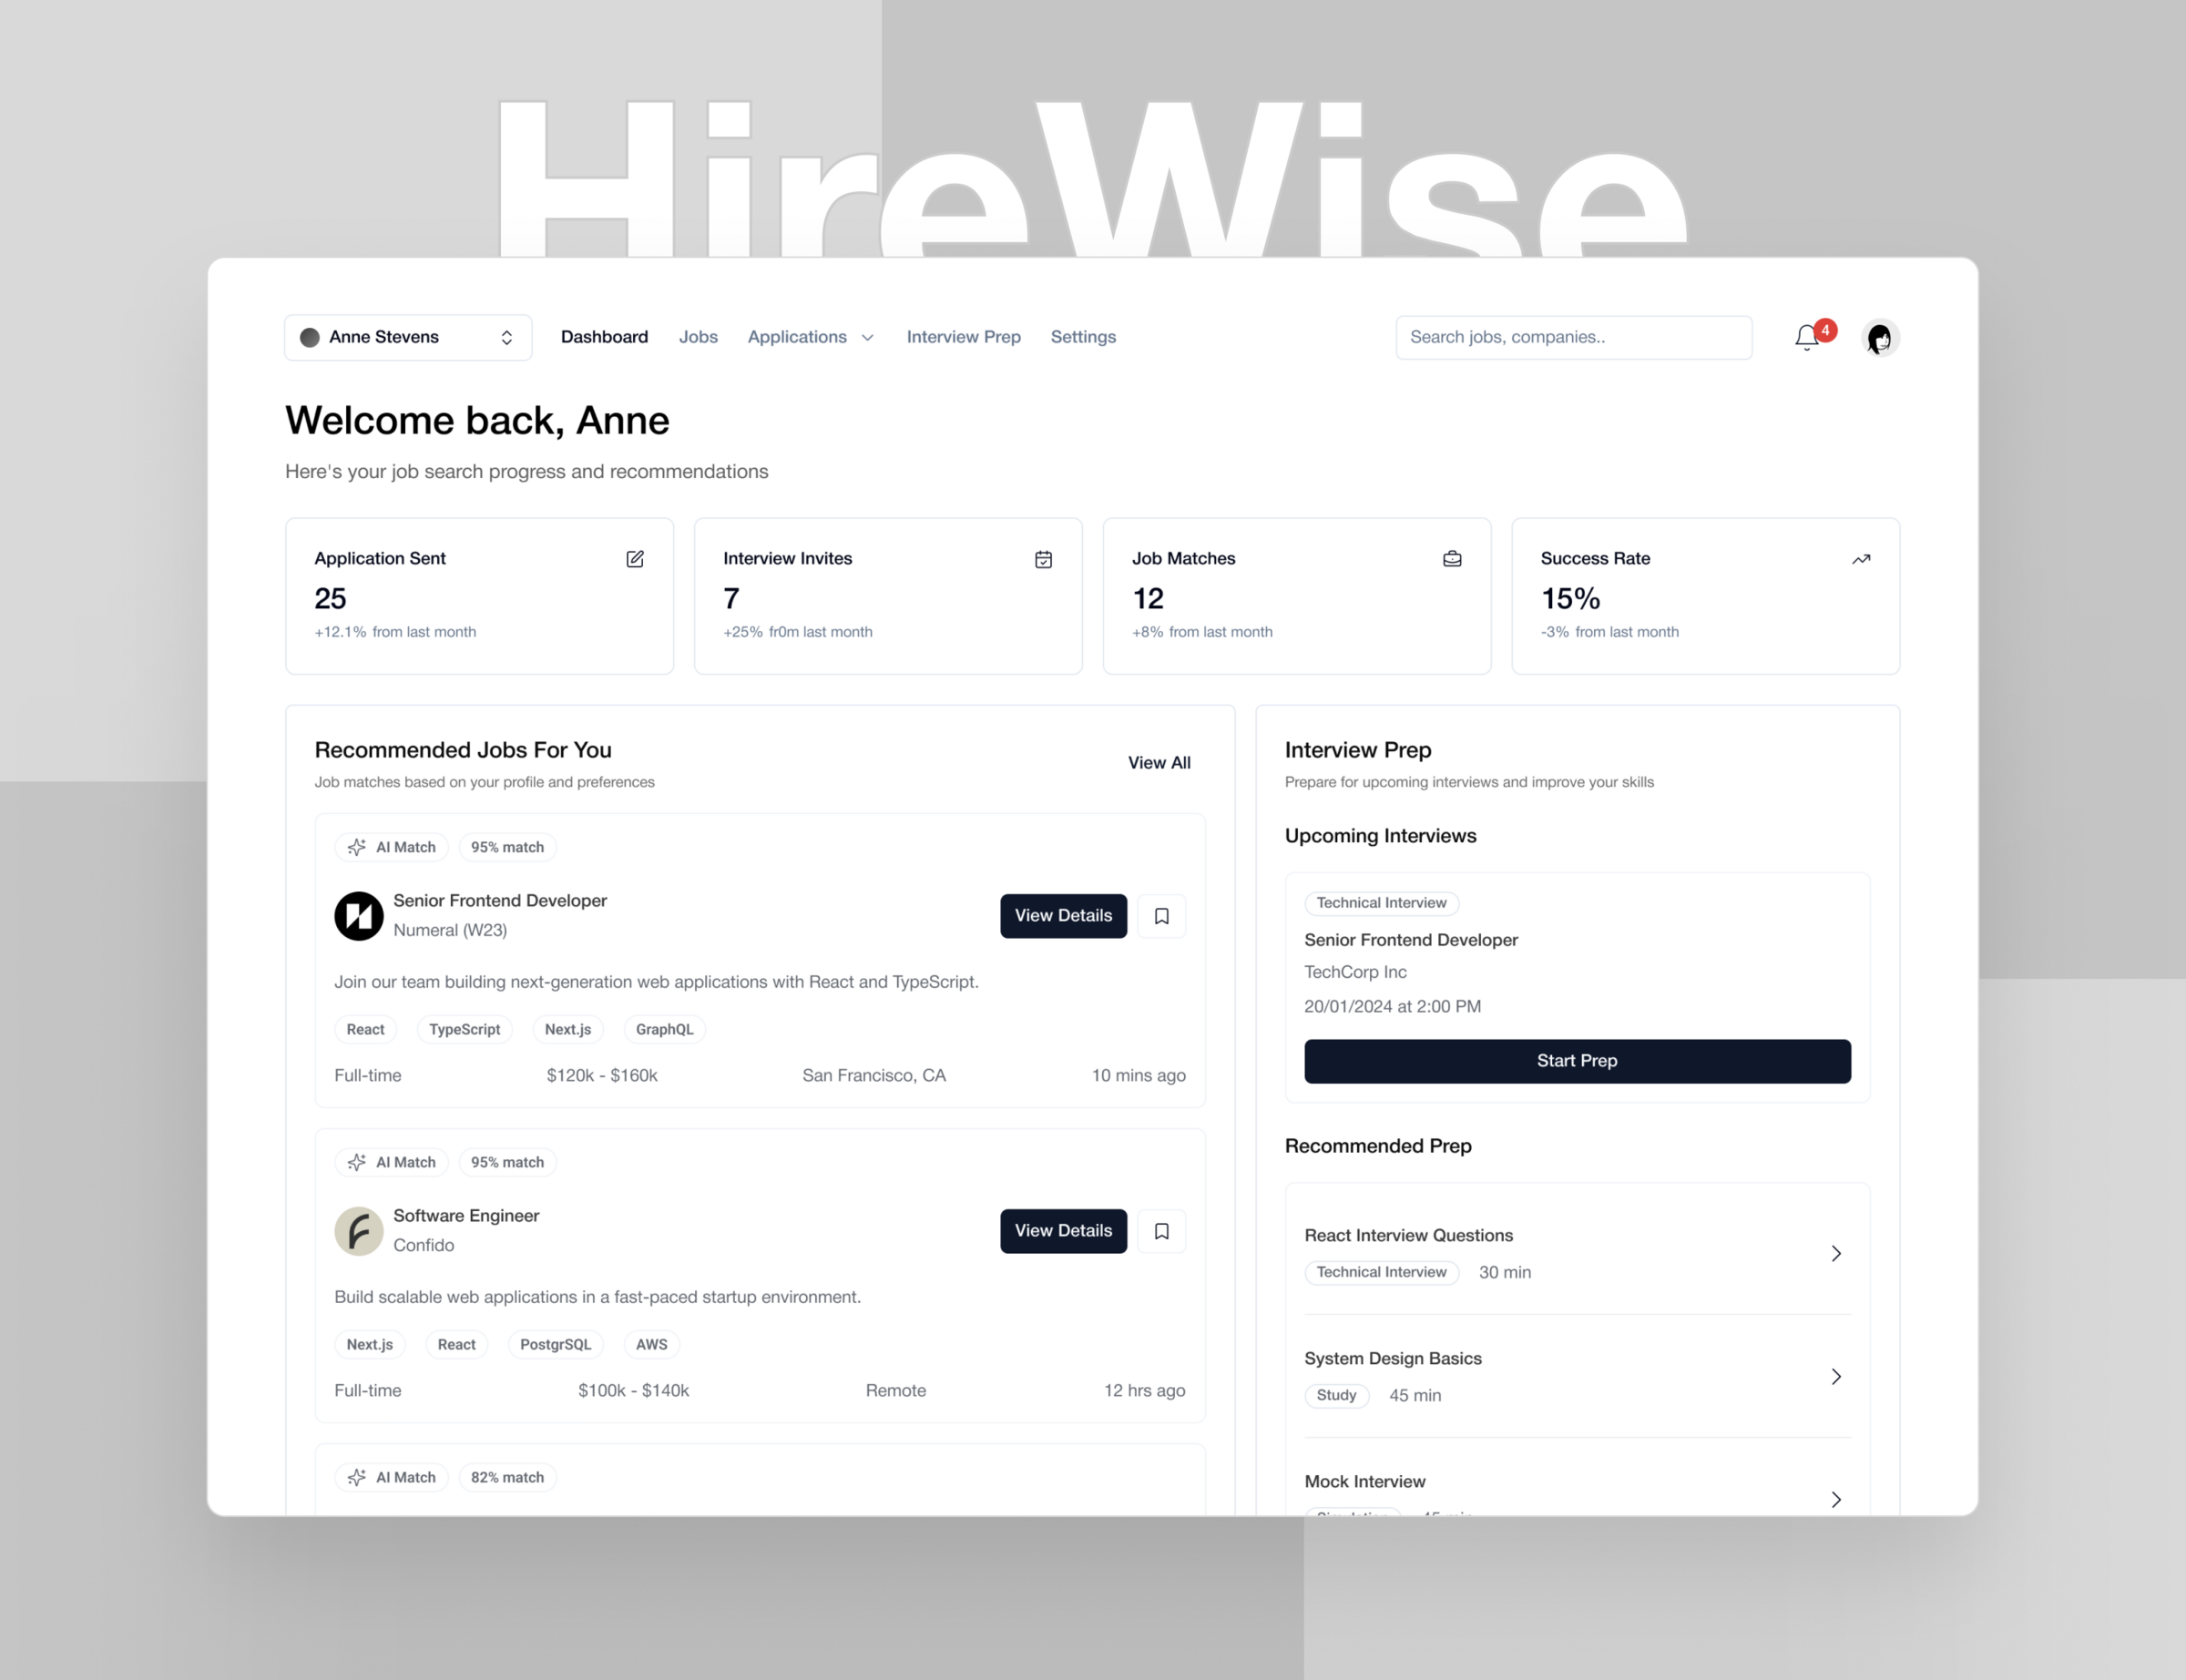 HireWise
Anne Stevens
Dashboard
Jobs
Applications
Interview Prep
Settings
Search jobs, companies..
4
Welcome back, Anne
Here's your job search progress and recommendations
Application Sent
25
+12.1% from last month
Interview Invites
7
+25% fr0m last month
Job Matches
12
+8% from last month
Success Rate
15%
-3% from last month
Recommended Jobs For You
Job matches based on your profile and preferences
View All
AI Match
95% match
Senior Frontend Developer
Numeral (W23)
View Details
Join our team building next-generation web applications with React and TypeScript.
React
TypeScript
Next.js
GraphQL
Full-time
$120k - $160k
San Francisco, CA
10 mins ago
AI Match
95% match
Software Engineer
Confido
View Details
Build scalable web applications in a fast-paced startup environment.
Next.js
React
PostgrSQL
AWS
Full-time
$100k - $140k
Remote
12 hrs ago
AI Match
82% match
Interview Prep
Prepare for upcoming interviews and improve your skills
Upcoming Interviews
Technical Interview
Senior Frontend Developer
TechCorp Inc
20/01/2024 at 2:00 PM
Start Prep
Recommended Prep
React Interview Questions
Technical Interview
30 min
System Design Basics
Study
45 min
Mock Interview